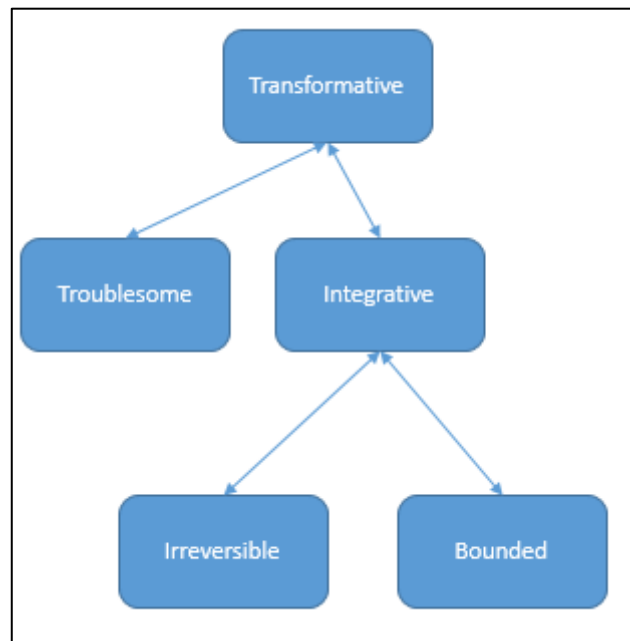 Transformative
Troublesome
Integrative
Irreversible
Bounded